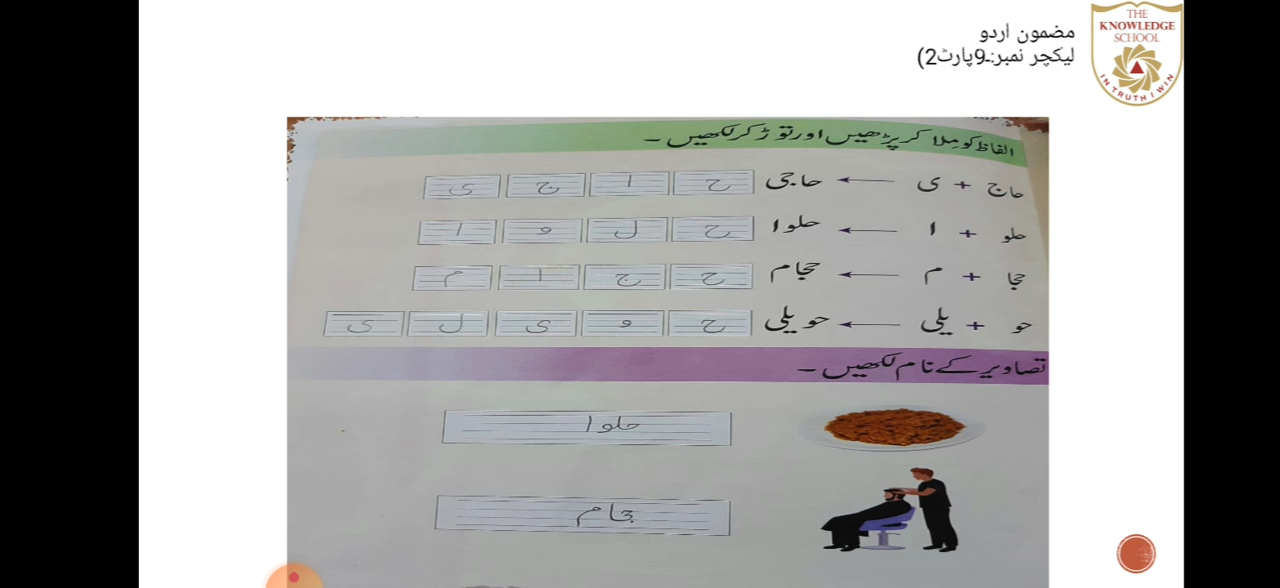 THE
KNOWLEDGE
SCHOOL
IN TRUTH I WIN
مضمون اردو
لیکچر نمبر:۔9پارٹ2)
الفاظ کو مِلا کر پڑھیں اور توڑ کر لکھیں ۔
حاج + ی ← حاجی ح ا ج ی
حلو + ا ← حلوا ح ل و ا
حجا + م ← حجام ح ج ا م
حو + یلی ← حویلی ح و ی ل ی
تصاویر کے نام لکھیں ۔
حلوا
حجام